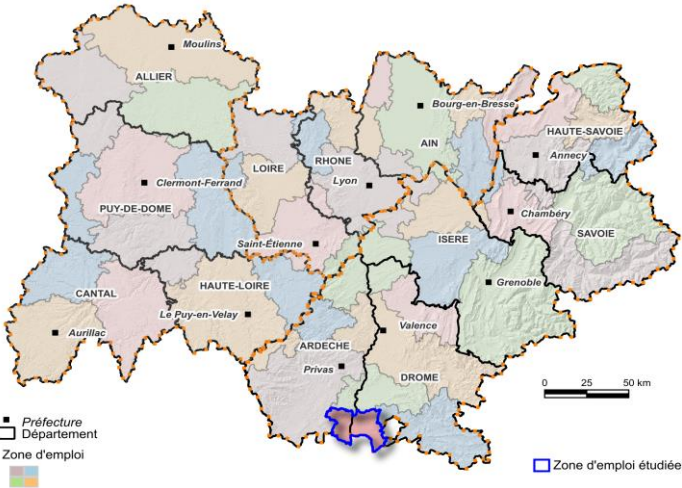 Moulins
ALLIER
Bourg-en-Bresse
AIN
HAUTE-SAVOIE
Annecy
LOIRE
RHONE
Lyon
Clermont-Ferrand
PUY-DE-DOME
Chambéry
SAVOIE
Saint-Étienne
ISERE
Grenoble
CANTAL
HAUTE-LOIRE
Le Puy-en-Velay
Aurillac
Valence
ARDECHE
Privas
DROME
0 25 50 km
Préfecture
Département
Zone d'emploi
Zone d'emploi étudiée